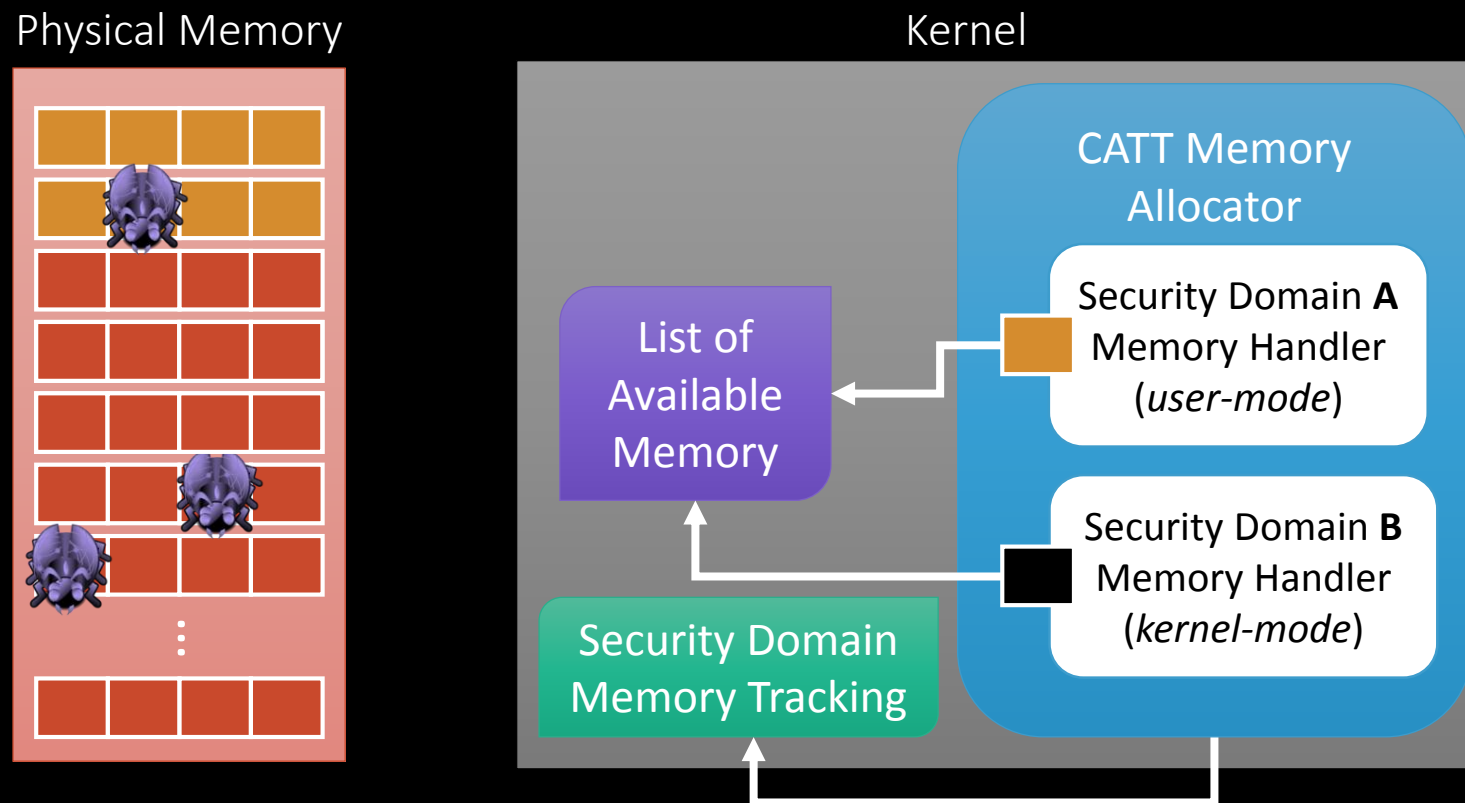 Physical Memory
Kernel
CATT Memory
Allocator
Security Domain A
Memory Handler
(user-mode)
List of
Available
Memory
Security Domain B
Memory Handler
(kernel-mode)
Security Domain
Memory Tracking